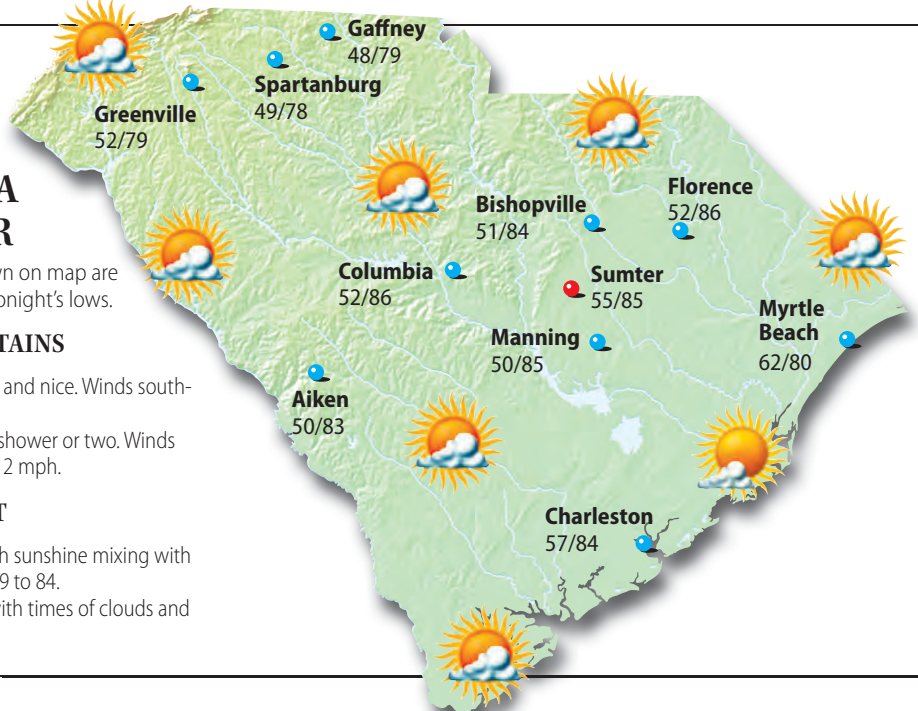 A
R
wn on map are
onight's lows.
TAINS
and nice. Winds south-
shower or two. Winds
2 mph.
T
h sunshine mixing with
9 to 84.
with times of clouds and
Gaffney
48/79
Spartanburg
49/78
Greenville
52/79
Bishopville
51/84
Florence
52/86
Columbia
52/86
Sumter
55/85
Manning
50/85
Myrtle
Beach
62/80
Aiken
50/83
Charleston
57/84